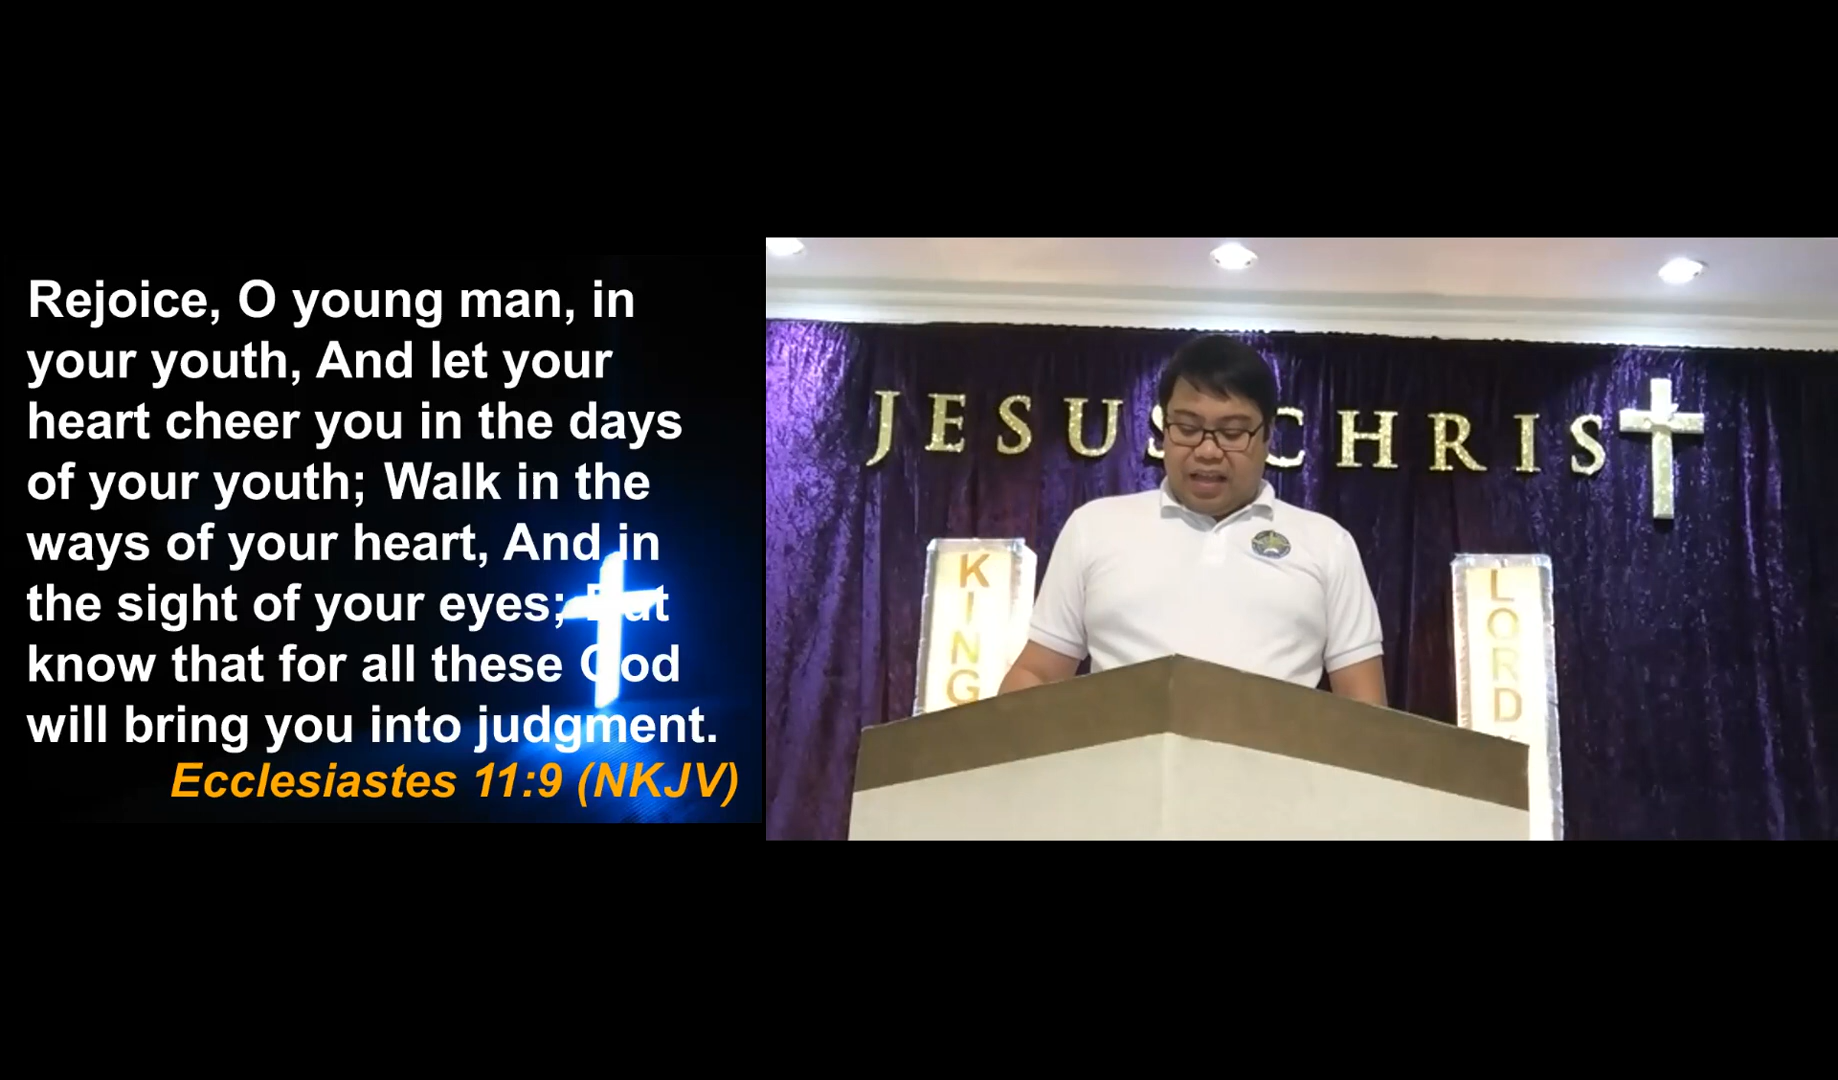 Rejoice, O young man, in
your youth, And let your
heart cheer you in the days
of your youth; Walk in the
ways of your heart, And in
the sight of your eyes; But
know that for all these God
will bring you into judgment.
Ecclesiastes 11:9 (NKJV)
JESUS CHRIST
KING
LORD